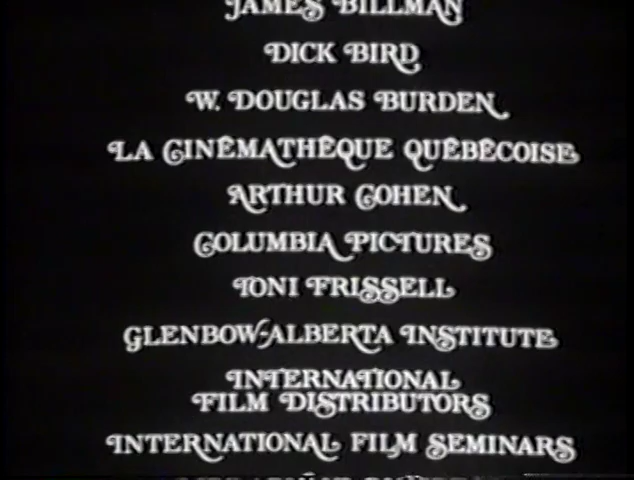 JAMES BILLMAN
DICK BIRD
W. DOUGLAS BURDEN
LA CINÉMATHÈQUE QUÉBÉCOISE
ARTHUR COHEN
COLUMBIA PICTURES
TONI FRISSELL
GLENBOW-ALBERTA INSTITUTE
INTERNATIONAL
FILM DISTRIBUTORS
INTERNATIONAL FILM SEMINARS